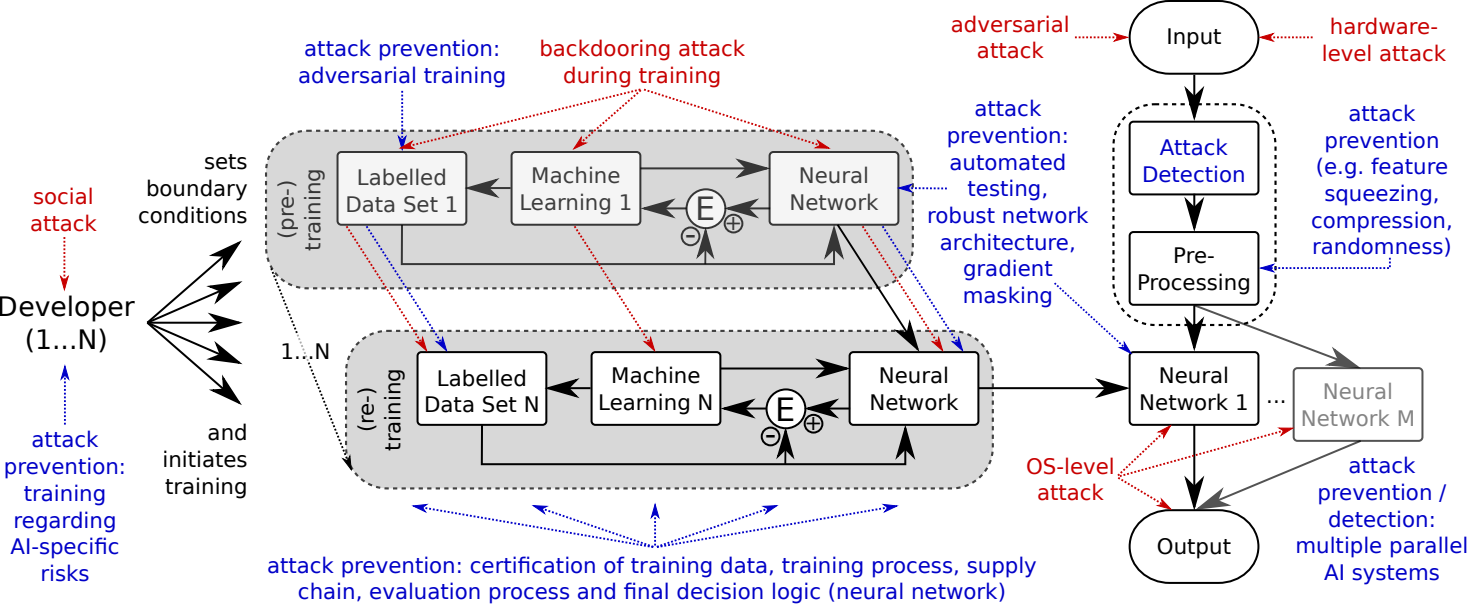 attack prevention:
adversarial training
backdooring attack
during training
adversarial
attack
Input
hardware-
level attack
sets
boundary
conditions
social
attack
Developer
(1...N)
attack
prevention:
training
regarding
AI-specific
risks
and
initiates
training
(pre-)
training
Labelled
Data Set 1
Machine
Learning 1
E
−
+
Neural
Network
1...N
(re-)
training
Labelled
Data Set N
Machine
Learning N
E
−
+
Neural
Network
attack prevention: certification of training data, training process, supply
chain, evaluation process and final decision logic (neural network)
attack
prevention:
automated
testing,
robust network
architecture,
gradient
masking
Attack
Detection
Pre-
Processing
attack
prevention
(e.g. feature
squeezing,
compression,
randomness)
Neural
Network 1
...
Neural
Network M
OS-level
attack
Output
attack
prevention /
detection:
multiple parallel
AI systems